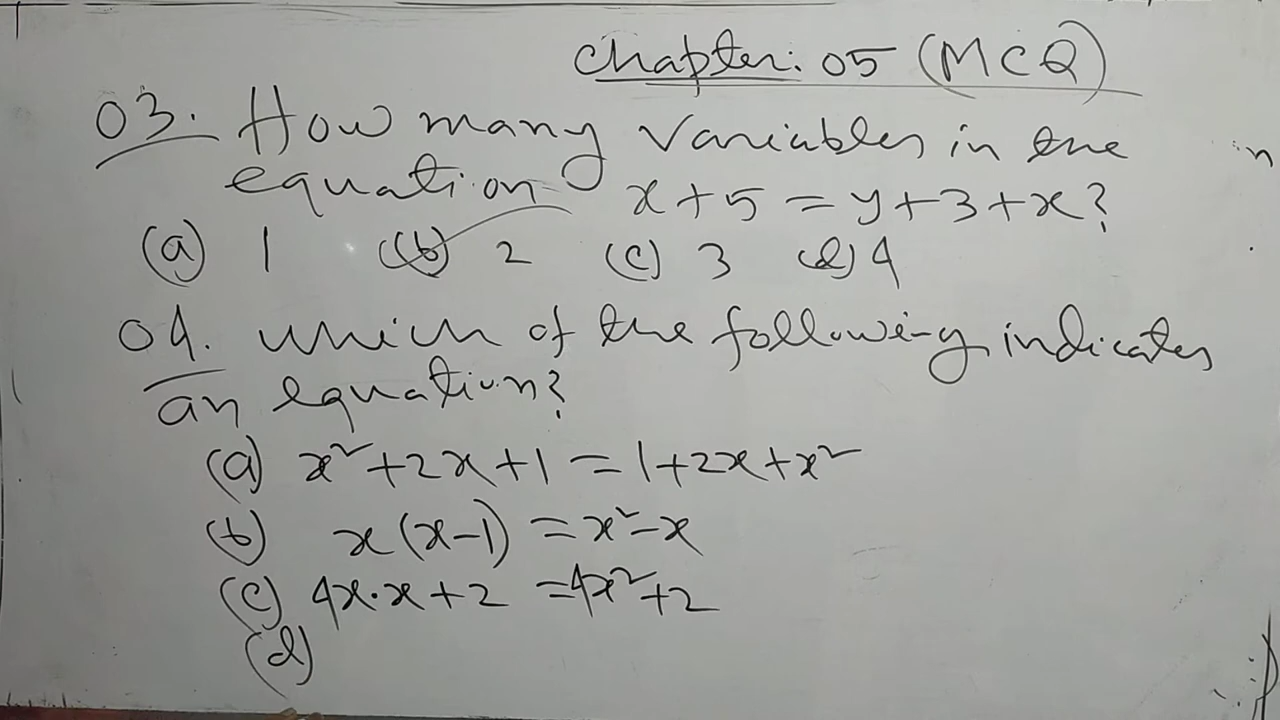 Chapter: 05 (MCQ)
03. How many variables in the
equation x+5 = y+3+x?
(a) 1 (b) 2 (c) 3 (d) 4
04. which of the following indicates
an equation?
(a) x²+2x+1 = 1+2x+x²
(b) x(x-1) = x²-x
(c) 4x·x+2 = 4x²+2
(d)